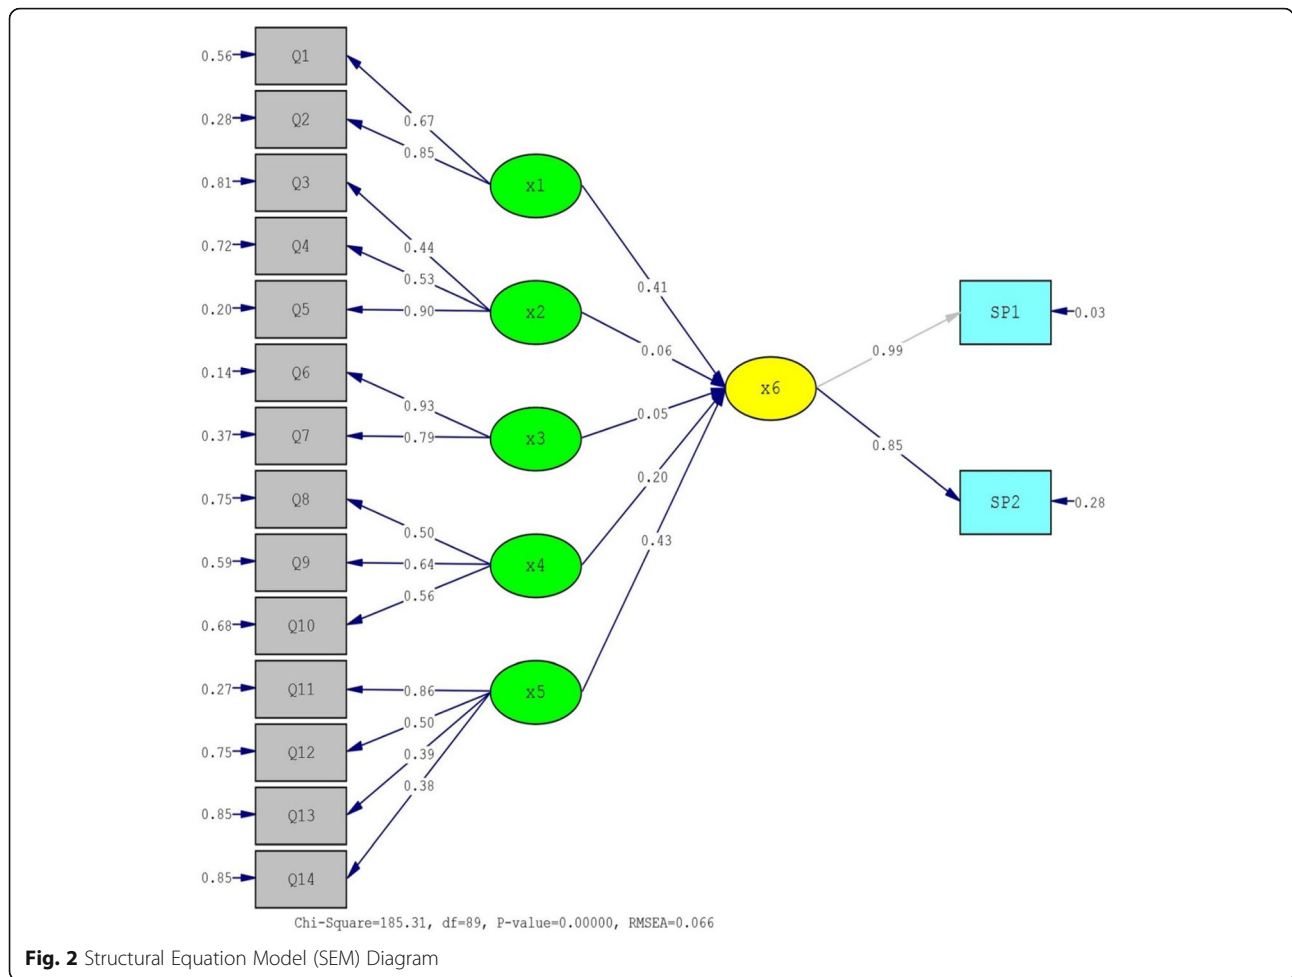 0.56 Q1
0.67
0.28 Q2
0.85
0.81 Q3
x1
0.44
0.72 Q4
0.53
0.41
0.20 Q5
0.90
x2
SP1 0.03
0.06
0.99
0.14 Q6
0.93
x6
0.05
0.37 Q7
0.79
x3
0.85
0.20
0.75 Q8
0.50
SP2 0.28
0.43
0.59 Q9
0.64
x4
0.56
0.68 Q10
0.27 Q11
0.86
x5
0.50
0.75 Q12
0.39
0.38
0.85 Q13
0.85 Q14
Chi-Square=185.31, df=89, P-value=0.00000, RMSEA=0.066
Fig. 2 Structural Equation Model (SEM) Diagram